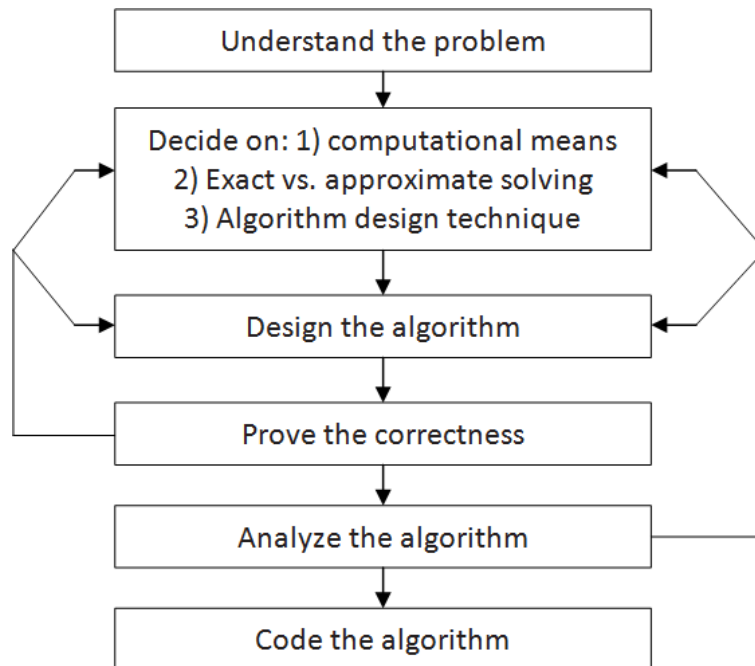 Understand the problem
Decide on: 1) computational means
2) Exact vs. approximate solving
3) Algorithm design technique
Design the algorithm
Prove the correctness
Analyze the algorithm
Code the algorithm